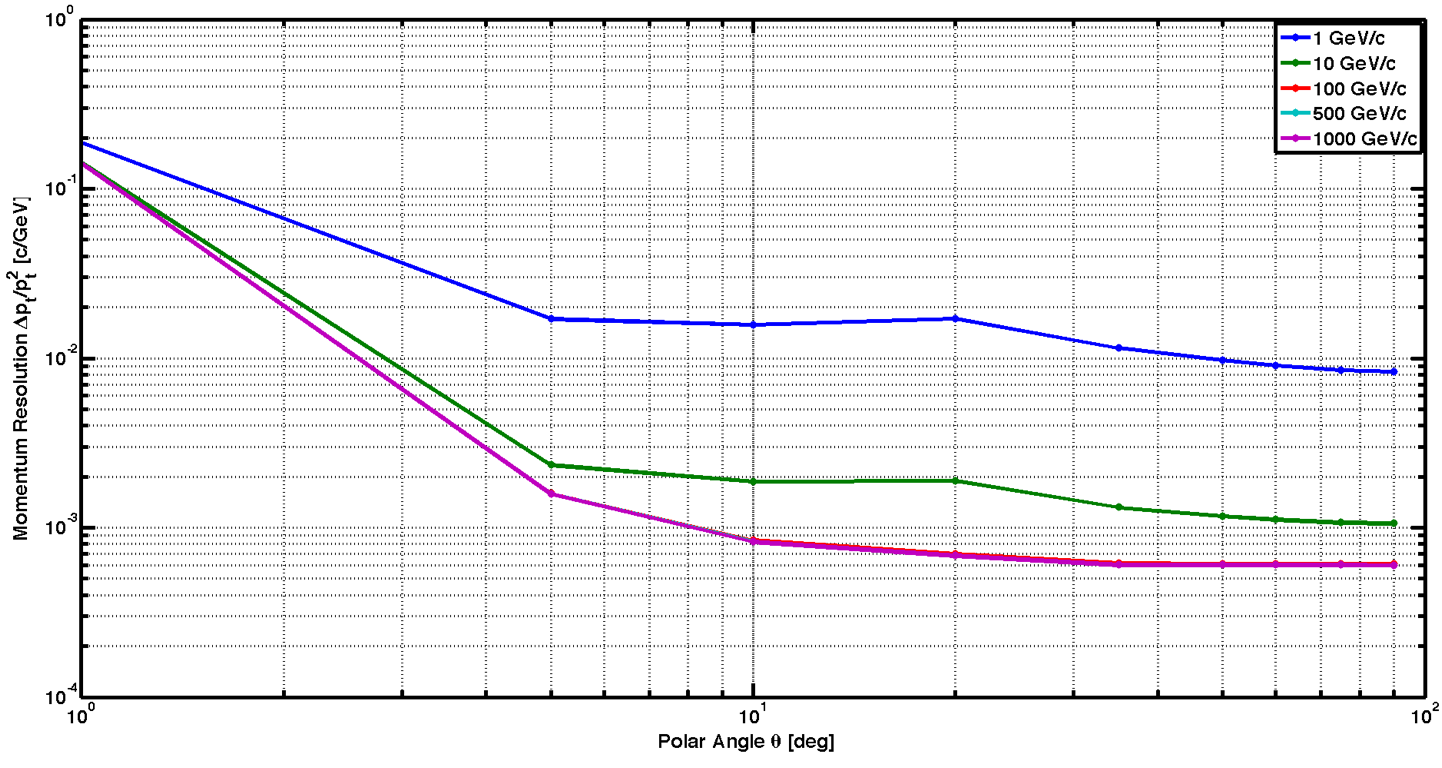 10^0
10^-1
10^-2
10^-3
10^-4
Momentum Resolution Δp_t/p_t^2 [c/GeV]
1 GeV/c
10 GeV/c
100 GeV/c
500 GeV/c
1000 GeV/c
10^0
10^1
10^2
Polar Angle θ [deg]